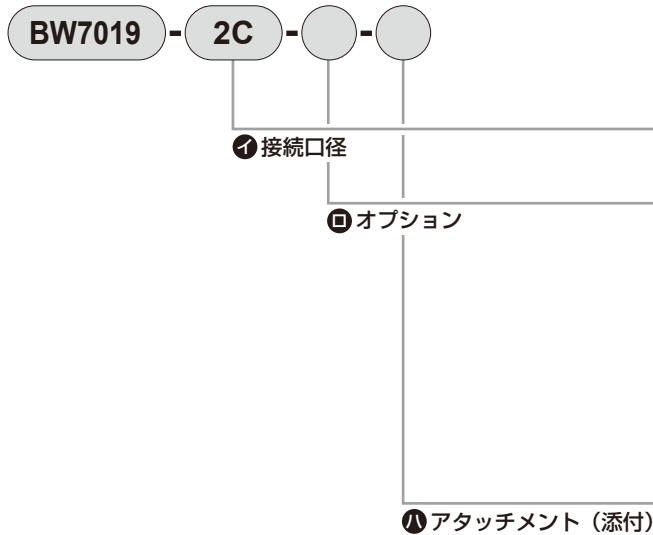 BW7019 - 2C - -
イ 接続口径
ロ オプション
ハ アタッチメント（添付）